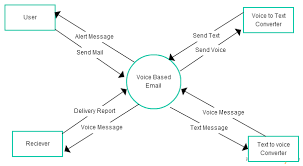 User
Voice to Text
Converter
Alert Message
Send Text
Send Mail
Send Voice
Voice Based
Email
Delivery Report
Voice Message
Voice Message
Text Message
Reciever
Text to voice
Converter